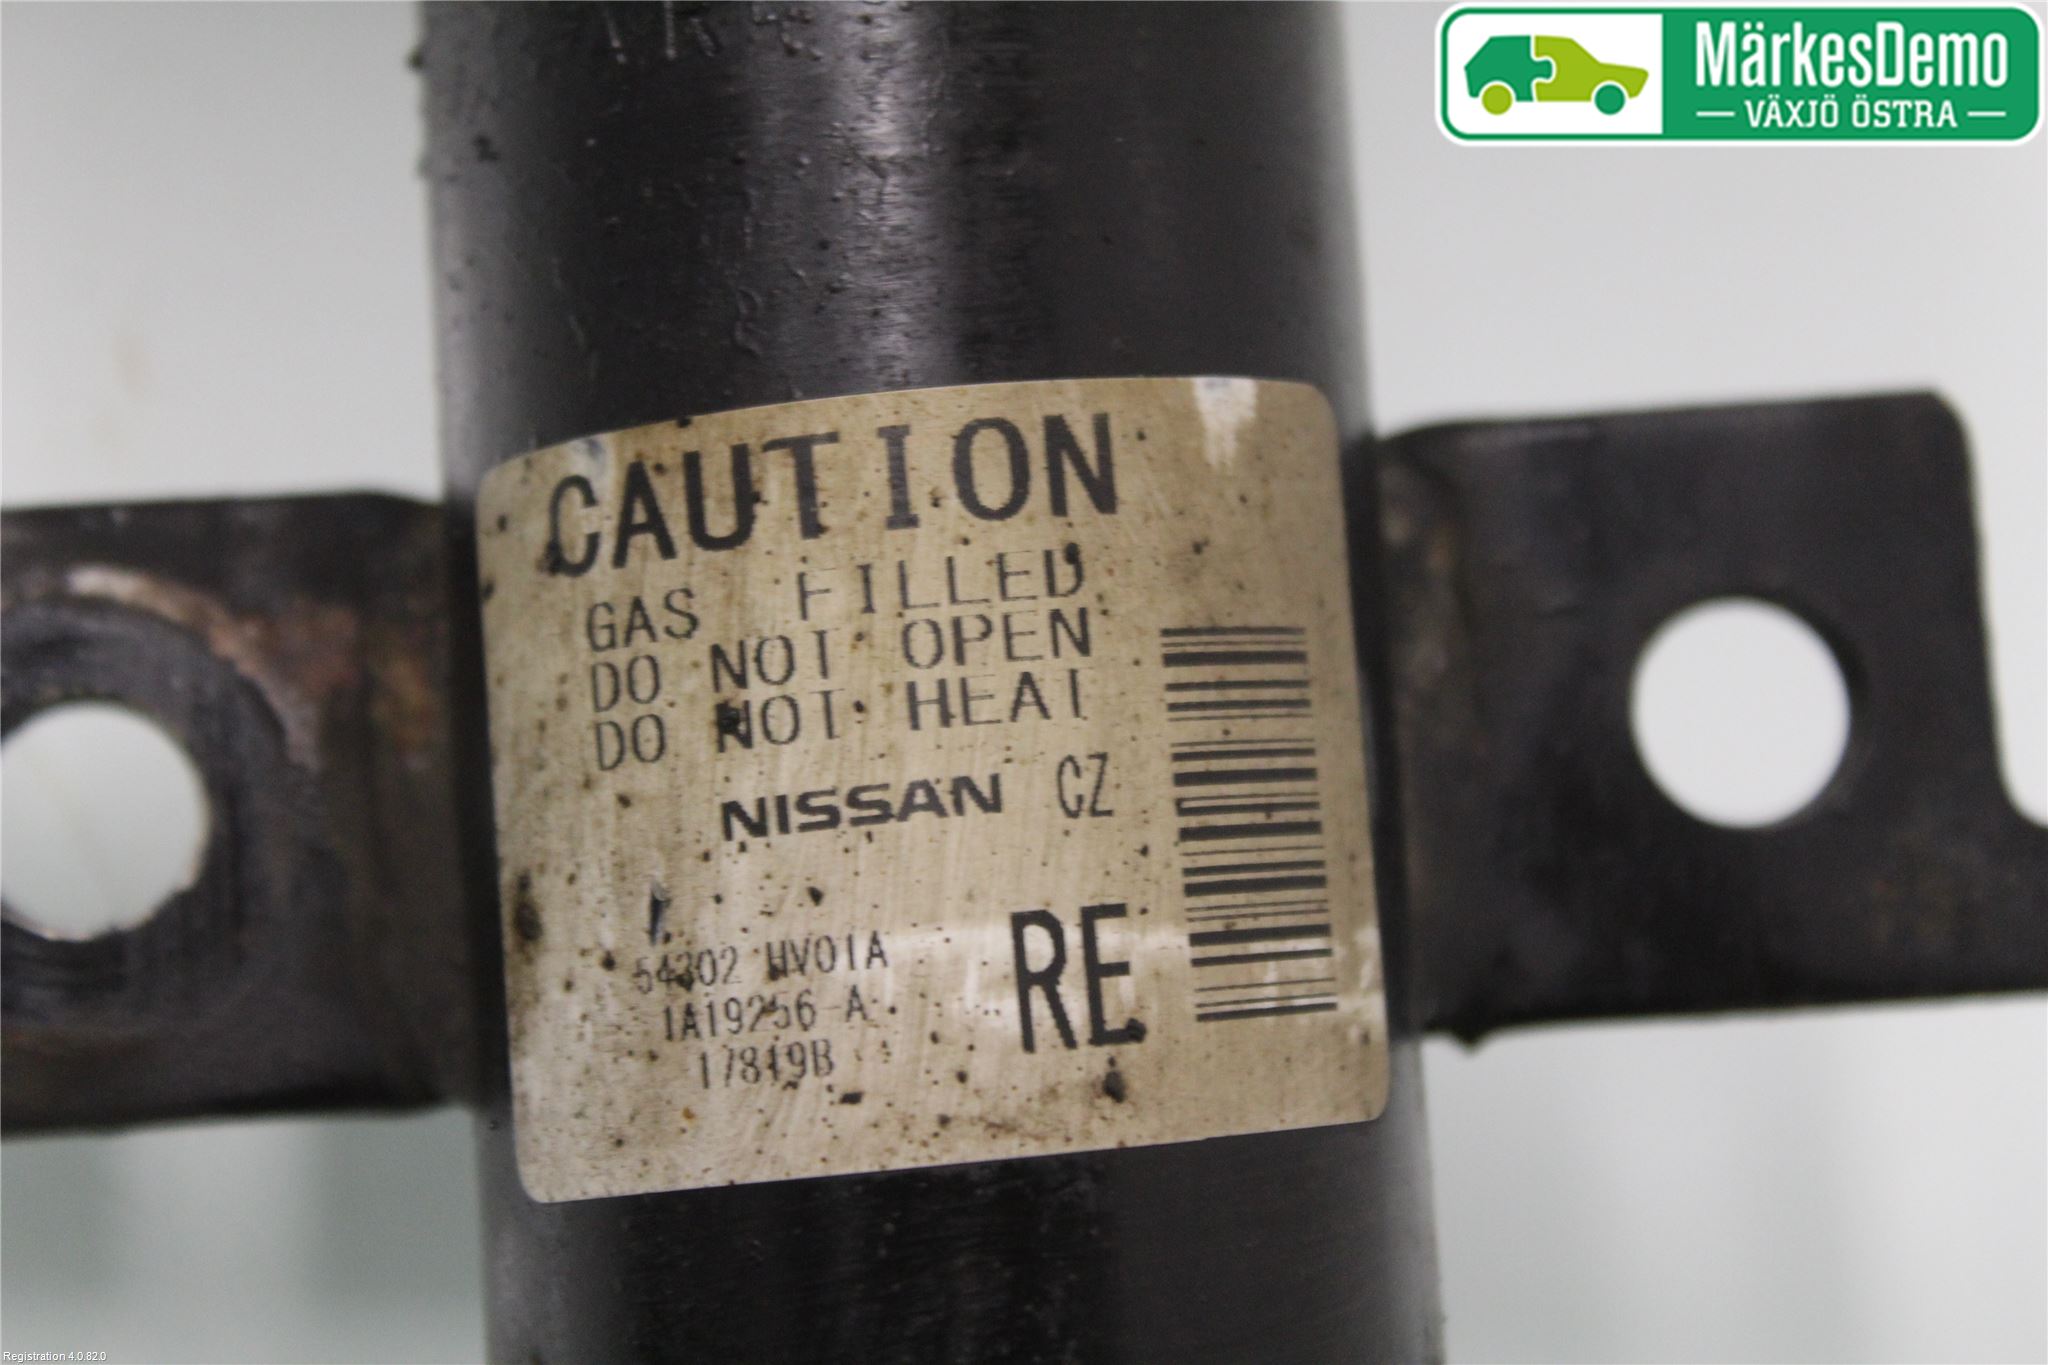 MärkesDemo
VÄXJÖ ÖSTRA
CAUTION
GAS FILLED
DO NOT OPEN
DO NOT HEAT
NISSAN CZ
54302 HV01A
1A19256-A
17819B
RE
Registration 4.0.82.0